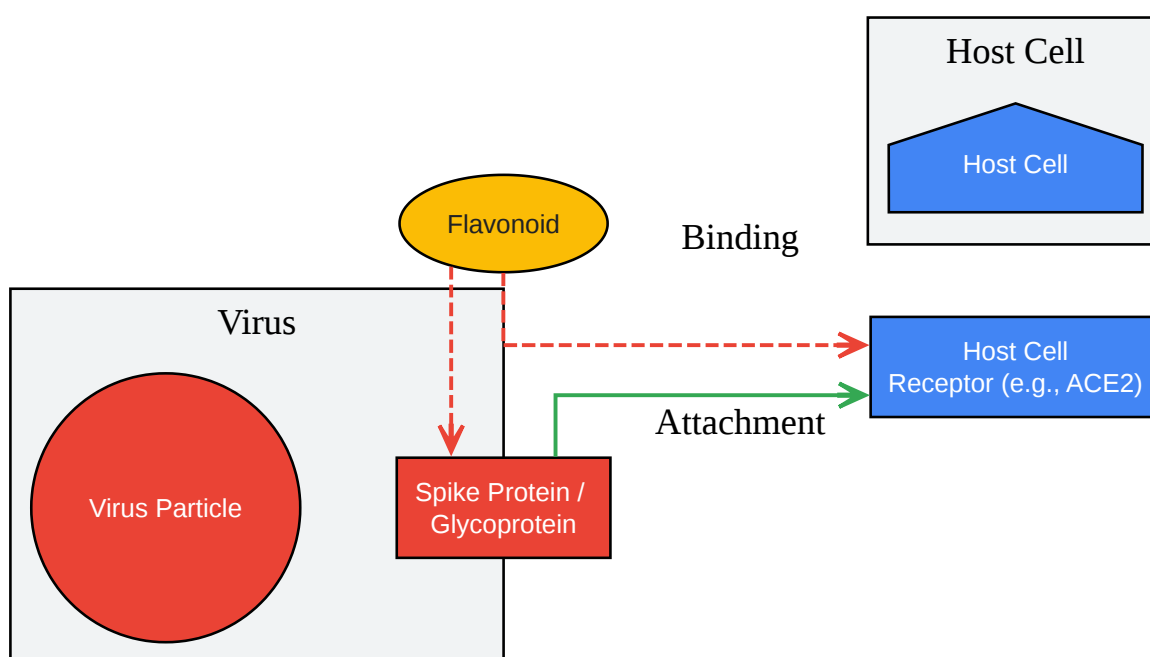 Host Cell
Host Cell
Flavonoid
Binding
Virus
Host Cell
Receptor (e.g., ACE2)
Attachment
Virus Particle
Spike Protein /
Glycoprotein